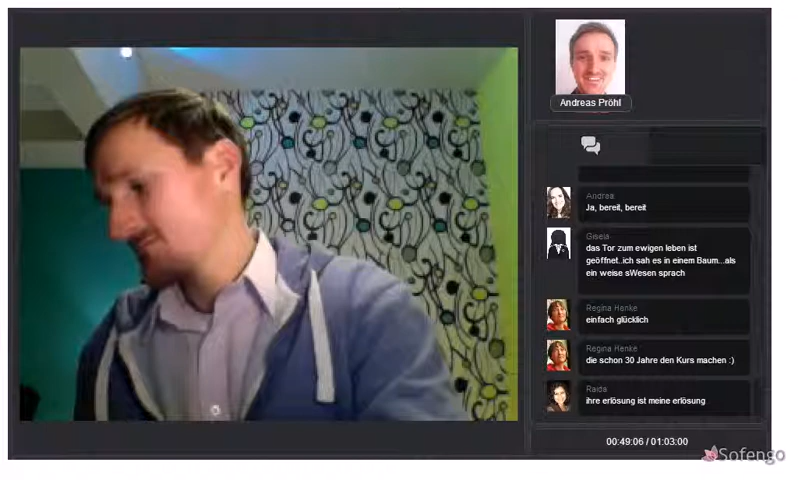 Andreas Pröhl
Andrea
Ja, bereit, bereit
Gisela
das Tor zum ewigen leben ist
geöffnet..ich sah es in einem Baum...als
ein weise sWesen sprach
Regina Henke
einfach glücklich
Regina Henke
die schon 30 Jahre den Kurs machen :)
Raida
ihre erlösung ist meine erlösung
00:49:06 / 01:03:00
Sofengo